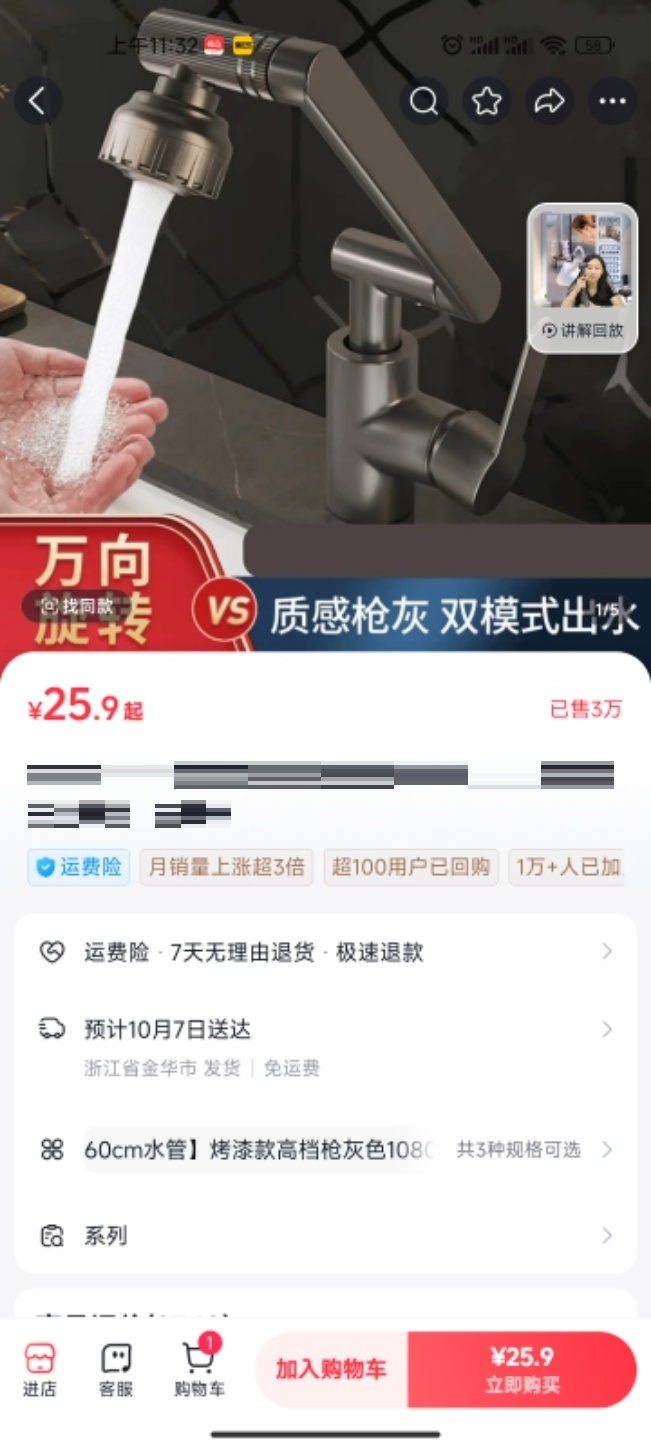 上午11:32
58
讲解回放
万向
旋转
VS
质感枪灰 双模式出水
找同款
1/5
¥25.9起
已售3万
运费险
月销量上涨超3倍
超100用户已回购
1万+人已加
运费险 · 7天无理由退货 · 极速退款
预计10月7日送达
浙江省金华市 发货 | 免运费
60cm水管】烤漆款高档枪灰色1080
共3种规格可选
系列
1
进店
客服
购物车
加入购物车
¥25.9
立即购买